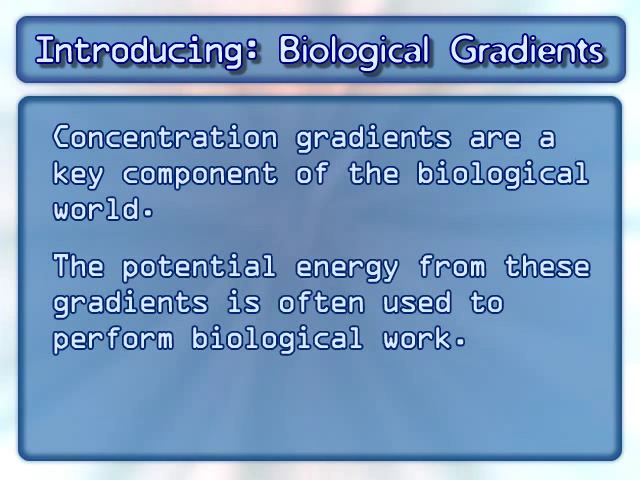 Introducing: Biological Gradients
Concentration gradients are a
key component of the biological
world.
The potential energy from these
gradients is often used to
perform biological work.